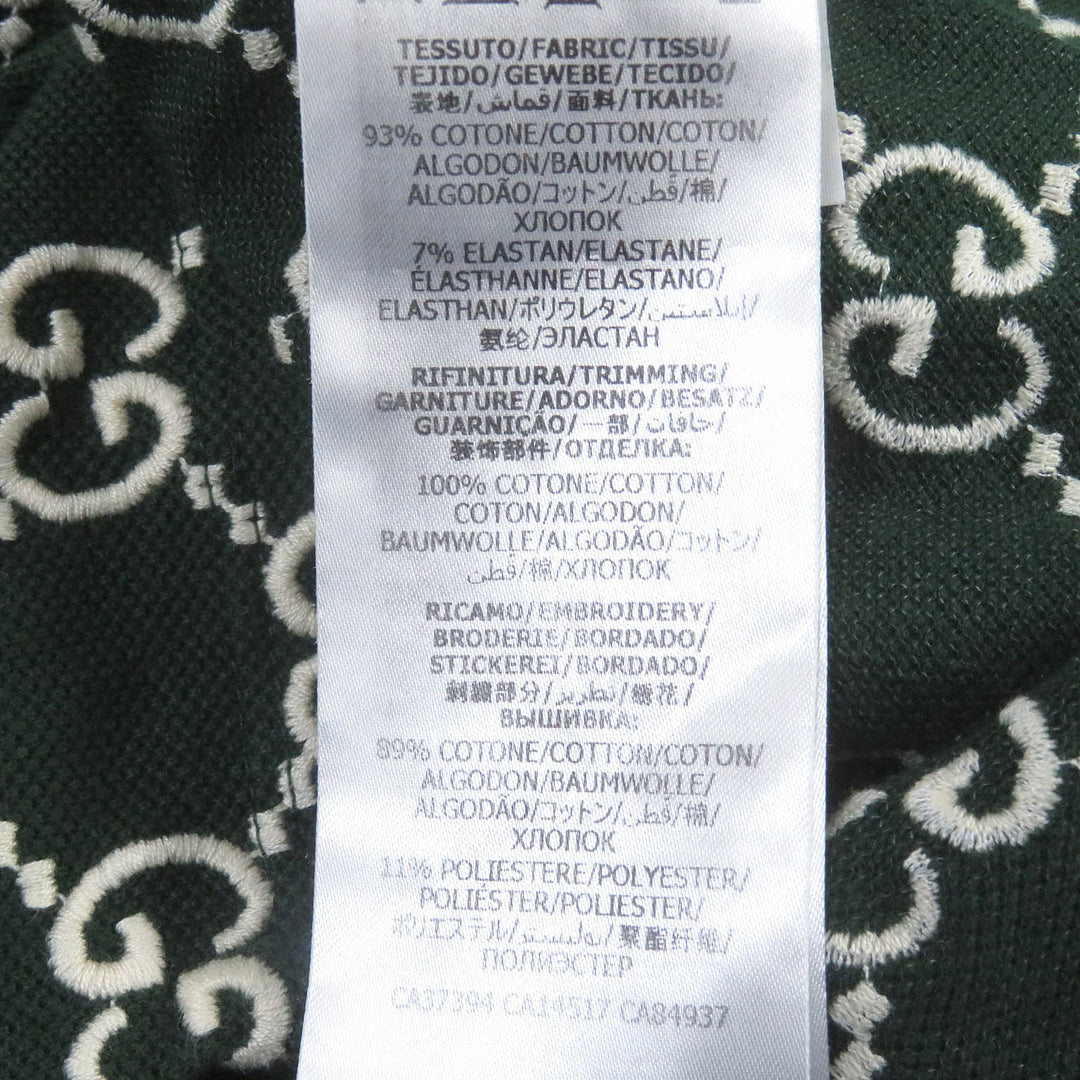 TESSUTO/FABRIC/TISSU/
TEJIDO/GEWEBE/TECIDO/
表地/قماش/面料/ТКАНЬ:
93% COTONE/COTTON/COTON/
ALGODON/BAUMWOLLE/
ALGODÃO/コットン/قطن/棉/
ХЛОПОК
7% ELASTAN/ELASTANE/
ÉLASTHANNE/ELASTANO/
ELASTHAN/ポリウレタン/إيلاستين/
氨纶/ЭЛАСТАН
RIFINITURA/TRIMMING/
GARNITURE/ADORNO/BESATZ/
GUARNIÇÃO/一部/حافات/
装饰部件/ОТДЕЛКА:
100% COTONE/COTTON/
COTON/ALGODON/
BAUMWOLLE/ALGODÃO/コットン/
قطن/棉/ХЛОПОК
RICAMO/EMBROIDERY/
BRODERIE/BORDADO/
STICKEREI/BORDADO/
刺繍部分/تطريز/绣花/
ВЫШИВКА:
89% COTONE/COTTON/COTON/
ALGODON/BAUMWOLLE/
ALGODÃO/コットン/قطن/棉/
ХЛОПОК
11% POLIESTERE/POLYESTER/
POLIÉSTER/POLIESTER/
ポリエステル/بوليستر/聚酯纤维/
ПОЛИЭСТЕР
CA37394 CA14517 CA84937